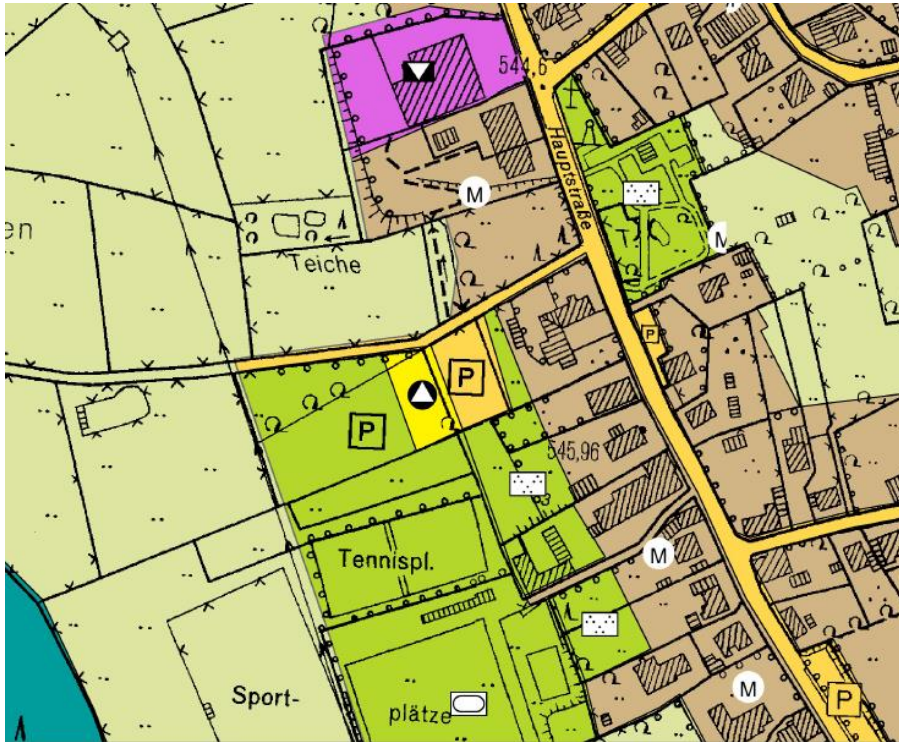 544,6
Hauptstraße
M
en
Teiche
M
P
P
P
545,96
Tennispl.
M
Sport-
plätze
M
P